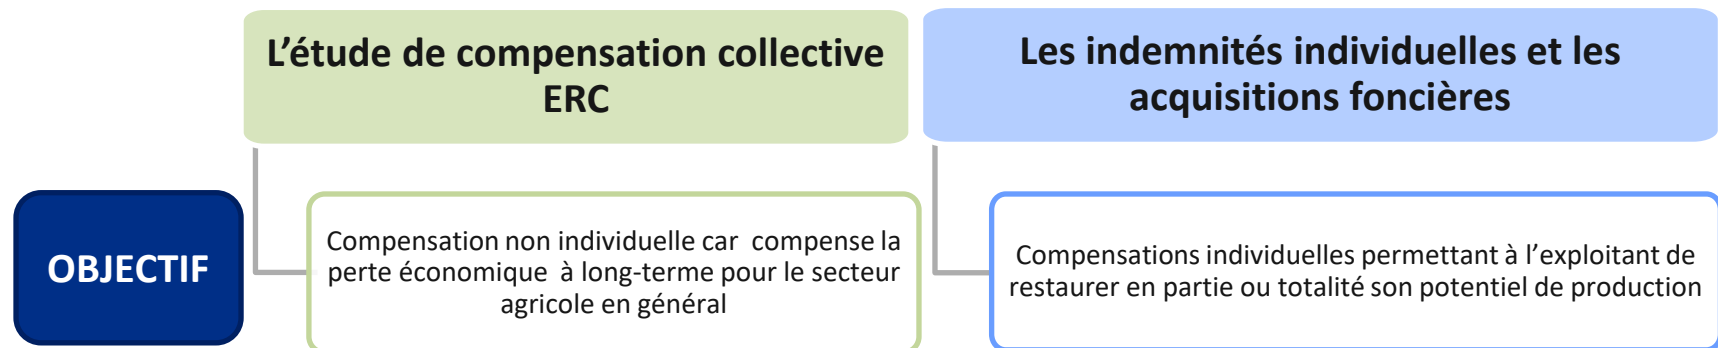 L’étude de compensation collective
ERC
Les indemnités individuelles et les
acquisitions foncières
OBJECTIF
Compensation non individuelle car compense la
perte économique à long-terme pour le secteur
agricole en général
Compensations individuelles permettant à l’exploitant de
restaurer en partie ou totalité son potentiel de production